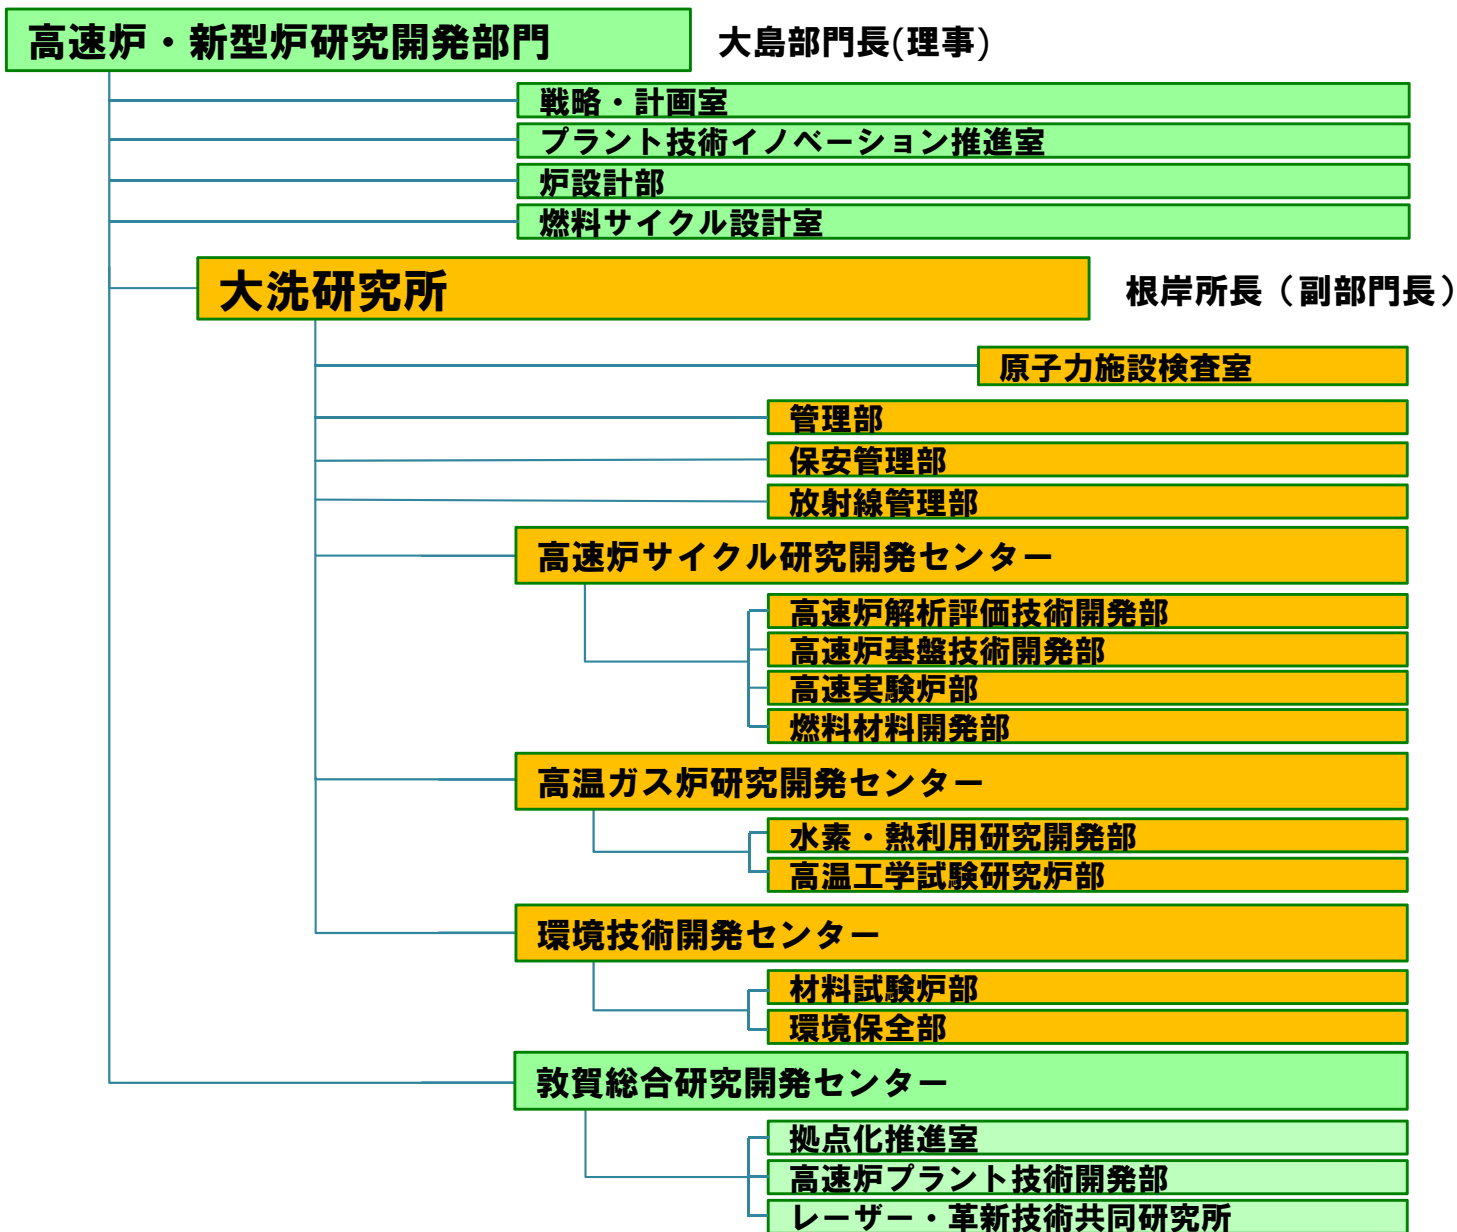 高速炉・新型炉研究開発部門 大島部門長(理事)
戦略・計画室
プラント技術イノベーション推進室
炉設計部
燃料サイクル設計室
大洗研究所 根岸所長（副部門長）
原子力施設検査室
管理部
保安管理部
放射線管理部
高速炉サイクル研究開発センター
高速炉解析評価技術開発部
高速炉基盤技術開発部
高速実験炉部
燃料材料開発部
高温ガス炉研究開発センター
水素・熱利用研究開発部
高温工学試験研究炉部
環境技術開発センター
材料試験炉部
環境保全部
敦賀総合研究開発センター
拠点化推進室
高速炉プラント技術開発部
レーザー・革新技術共同研究所